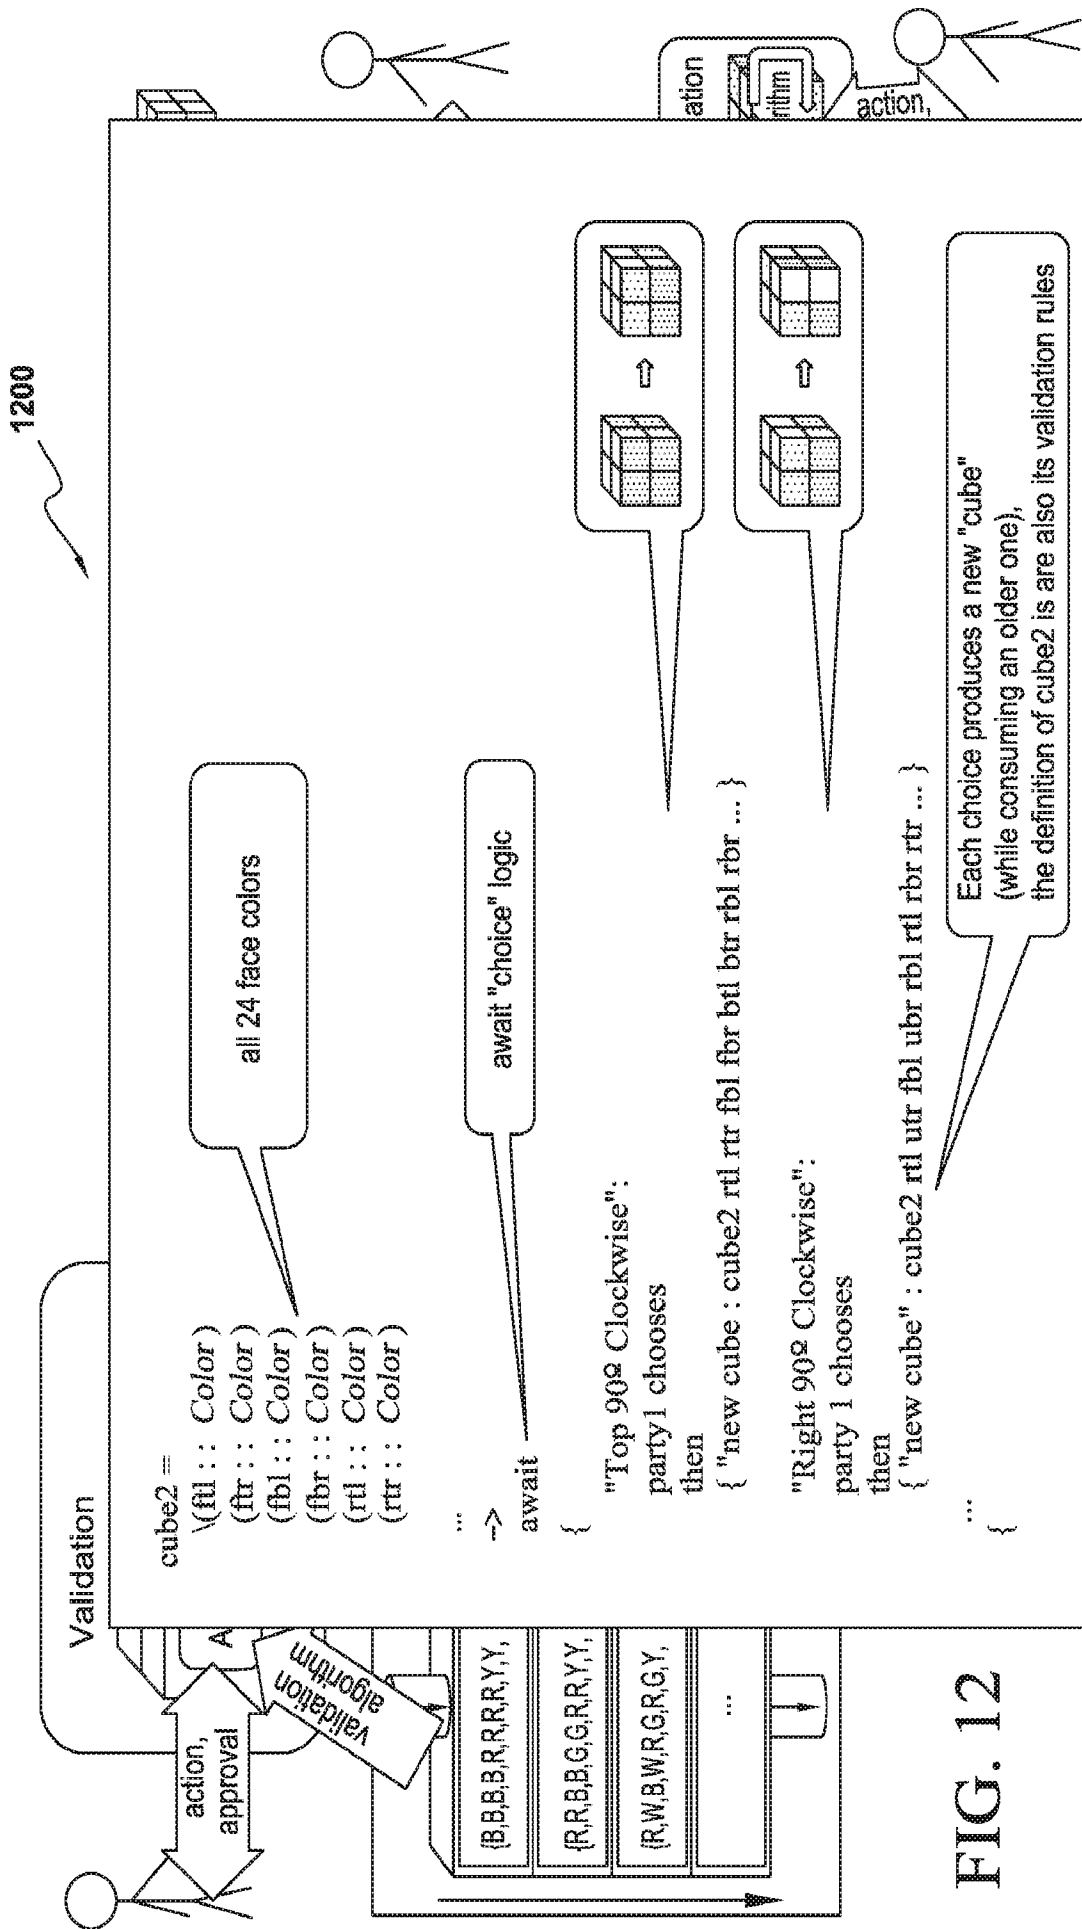 1200
Validation
cube2 =
\(ftl : : Color )
(ftr : : Color )
(fbl : : Color )
(fbr : : Color )
(rtl : : Color )
(rtr : : Color )
all 24 face colors
...
->
await
{
await "choice" logic
"Top 90º Clockwise":
party1 chooses
then
{ "new cube : cube2 rtl rtr fbl fbr btl btr rbl rbr ... }
"Right 90º Clockwise":
party 1 chooses
then
{ "new cube" : cube2 rtl utr fbl ubr rbl rtl rbr rtr ... }
...
{
Each choice produces a new "cube"
(while consuming an older one),
the definition of cube2 is are also its validation rules
action,
approval
A
validation
algorithm
{B,B,B,B,R,R,R,R,Y,Y,
{R,R,B,B,G,G,R,R,Y,Y,
{R,W,B,W,R,G,R,G,Y,
...
ation
rithm
action,
FIG. 12